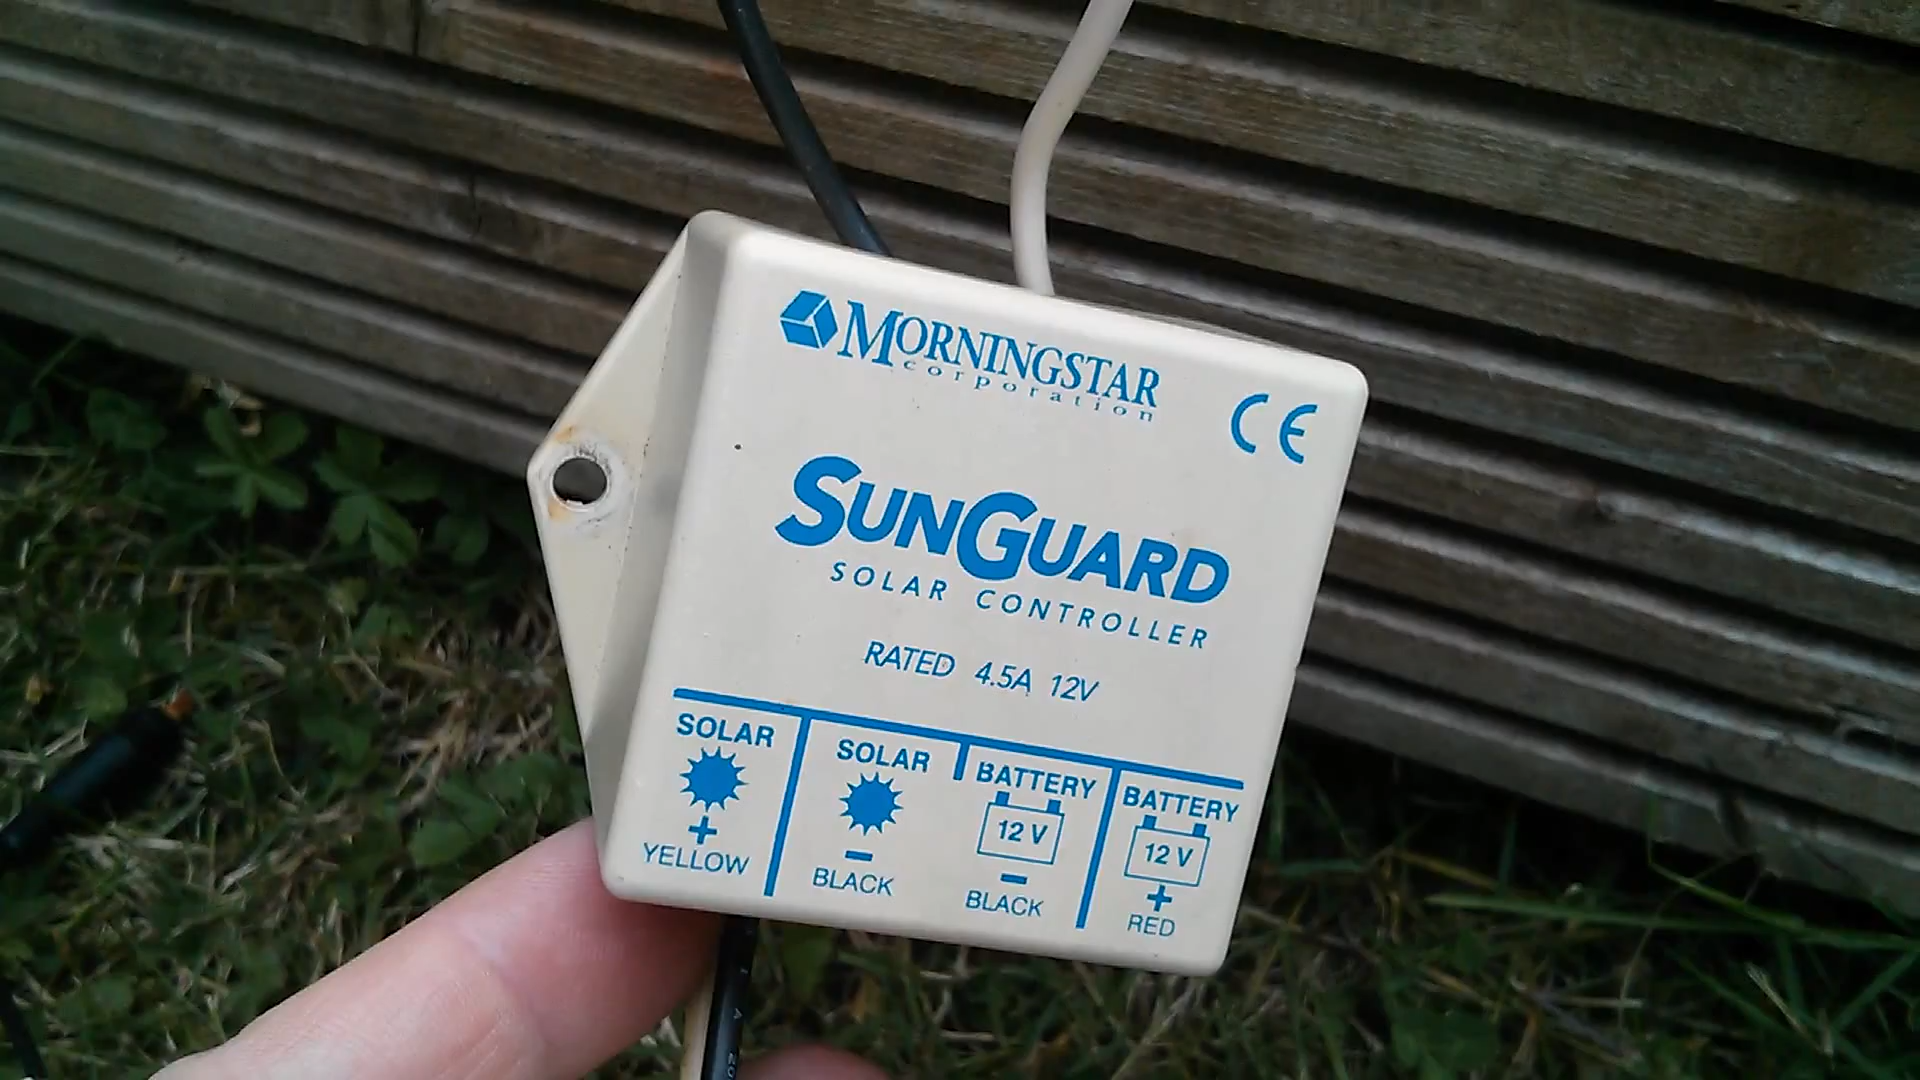 MORNINGSTAR
corporation
CE
SUNGUARD
SOLAR CONTROLLER
RATED 4.5A 12V
SOLAR SOLAR BATTERY BATTERY
12 V 12 V
+ - - +
YELLOW BLACK BLACK RED